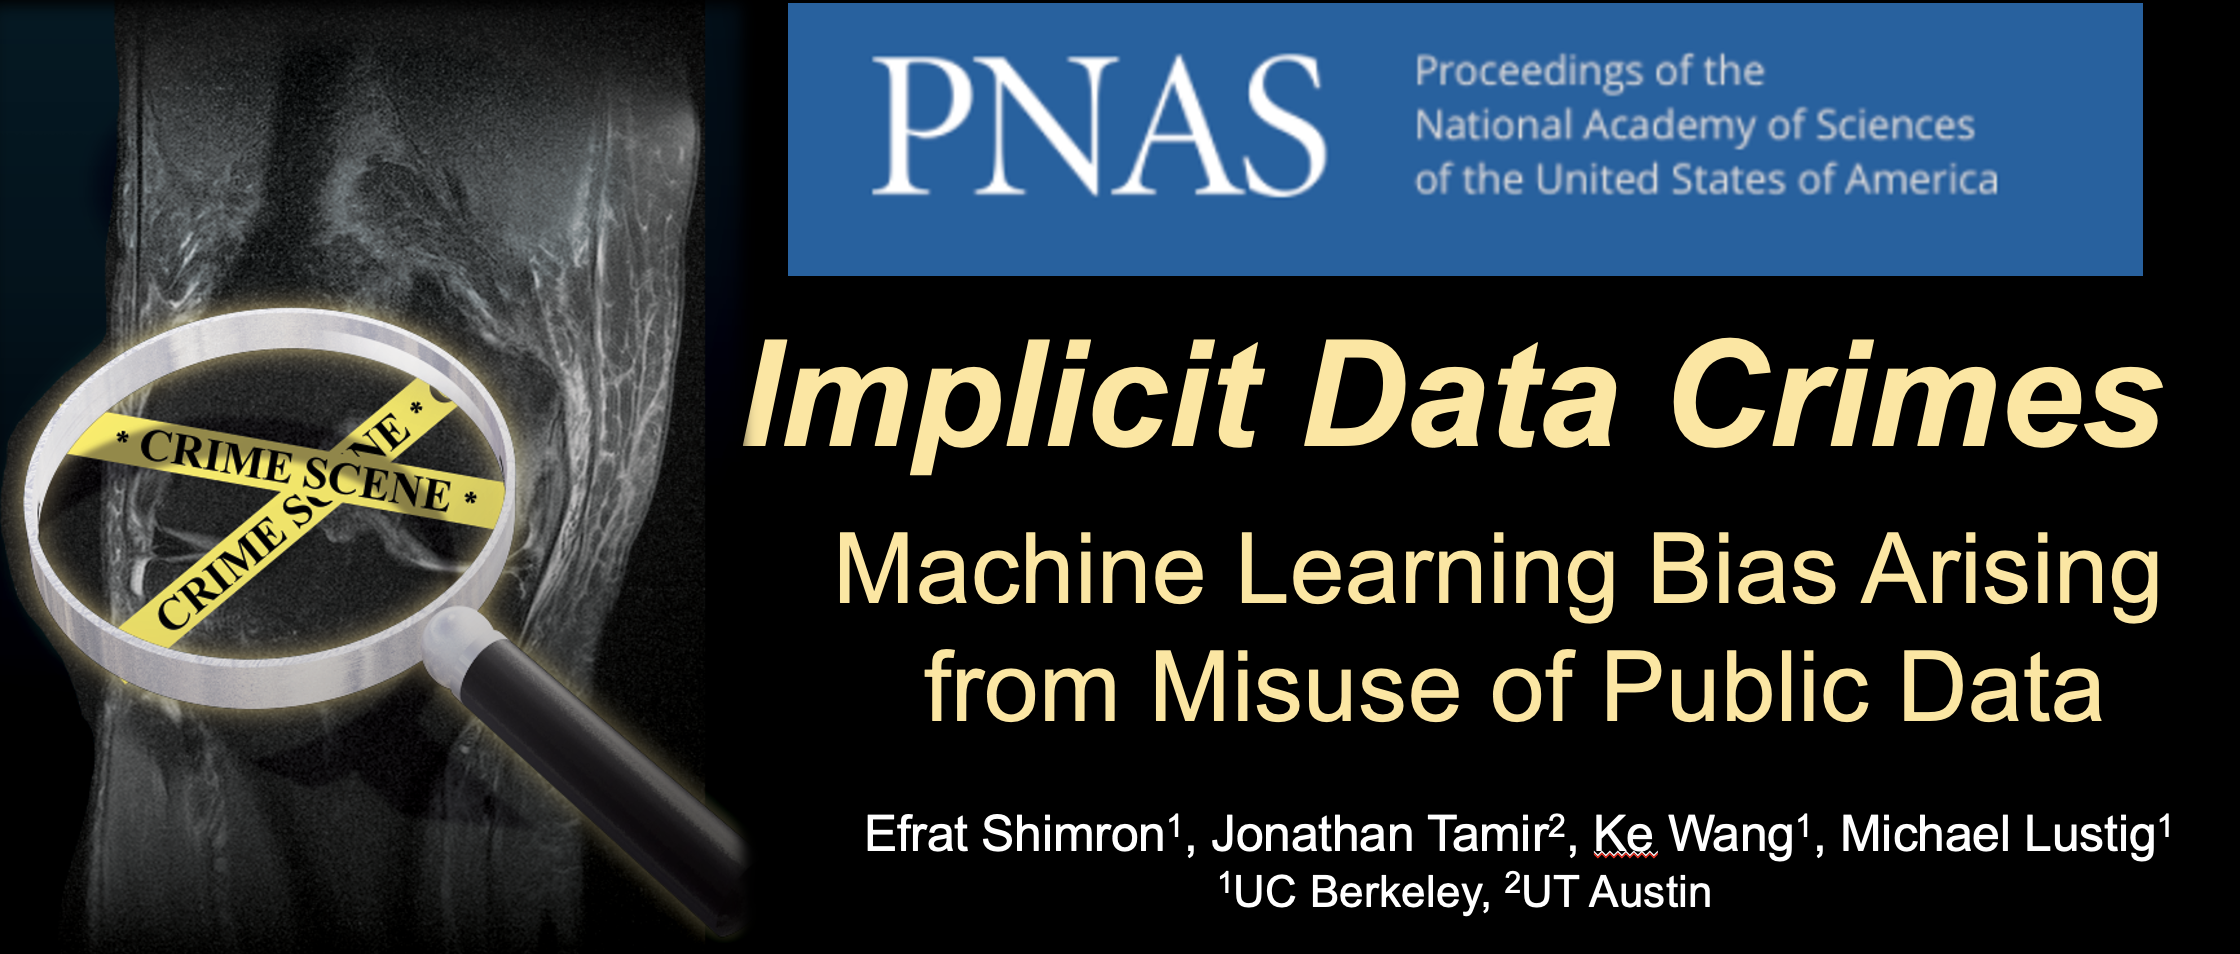 PNAS
Proceedings of the
National Academy of Sciences
of the United States of America
Implicit Data Crimes
Machine Learning Bias Arising
from Misuse of Public Data
Efrat Shimron¹, Jonathan Tamir², Ke Wang¹, Michael Lustig¹
¹UC Berkeley, ²UT Austin
* CRIME SCENE *
CRIME SC NE * C